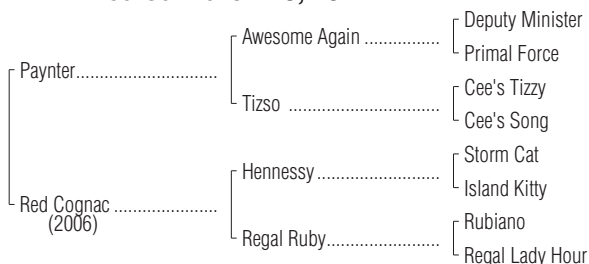 Paynter
Red Cognac
(2006)
Awesome Again
Tizso
Hennessy
Regal Ruby
Deputy Minister
Primal Force
Cee's Tizzy
Cee's Song
Storm Cat
Island Kitty
Rubiano
Regal Lady Hour